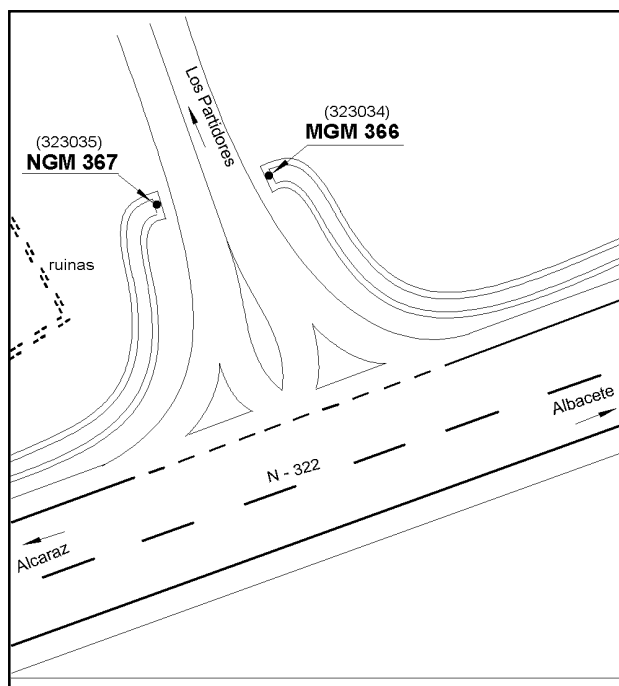 Los Partidores
(323034)
MGM 366
(323035)
NGM 367
ruinas
Albacete
N - 322
Alcaraz